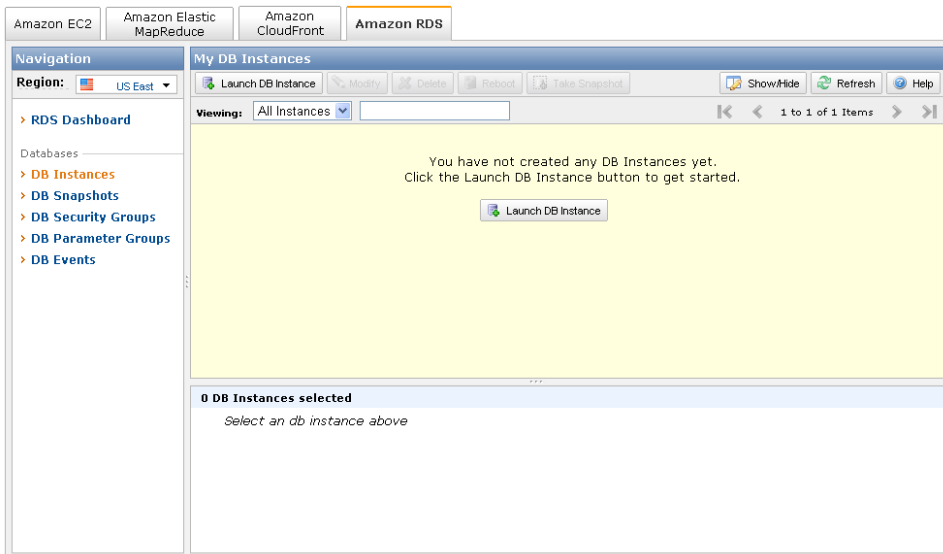 Amazon EC2
Amazon Elastic
MapReduce
Amazon
CloudFront
Amazon RDS
Navigation
Region: US East
RDS Dashboard
Databases
DB Instances
DB Snapshots
DB Security Groups
DB Parameter Groups
DB Events
My DB Instances
Launch DB Instance Modify Delete Reboot Take Snapshot Show/Hide Refresh Help
Viewing: All Instances 1 to 1 of 1 Items
You have not created any DB Instances yet.
Click the Launch DB Instance button to get started.
Launch DB Instance
0 DB Instances selected
Select an db instance above